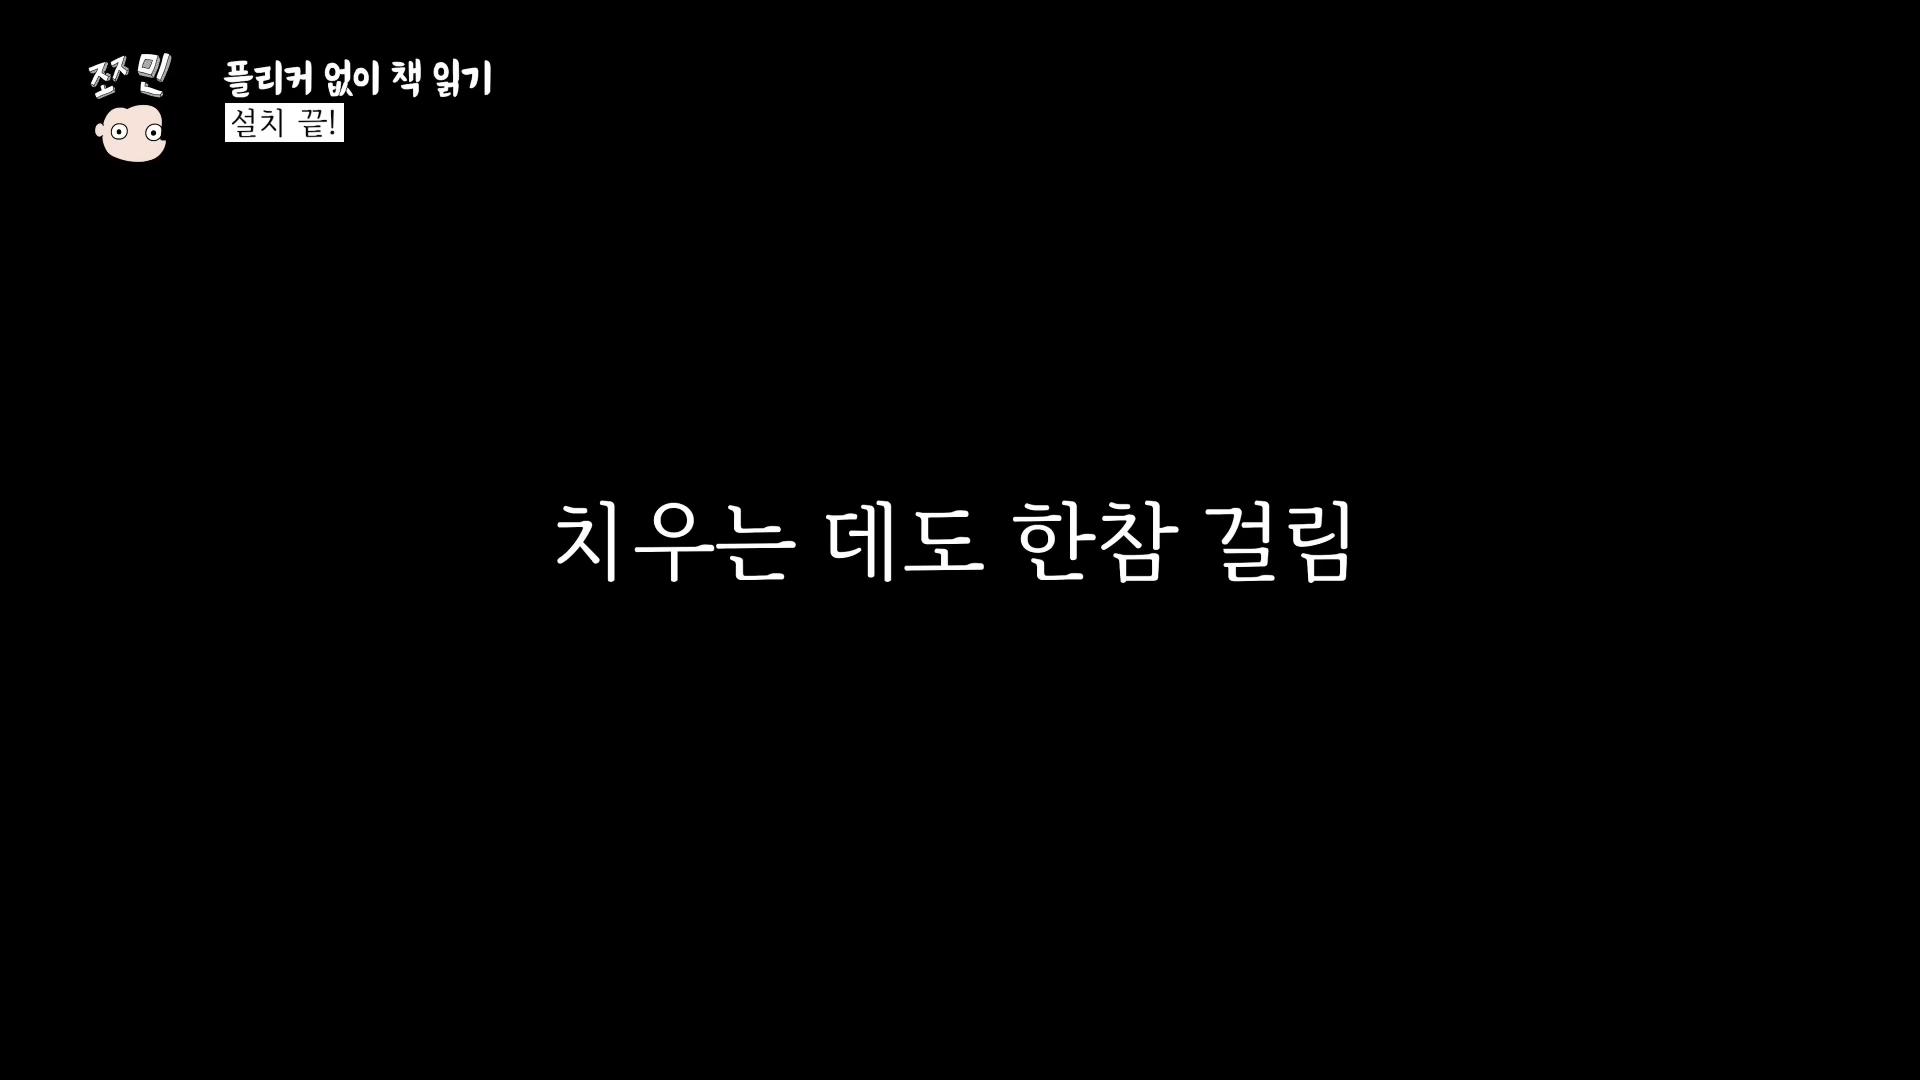 쪼민
플리커 없이 책 읽기
설치 끝!
치우는 데도 한참 걸림